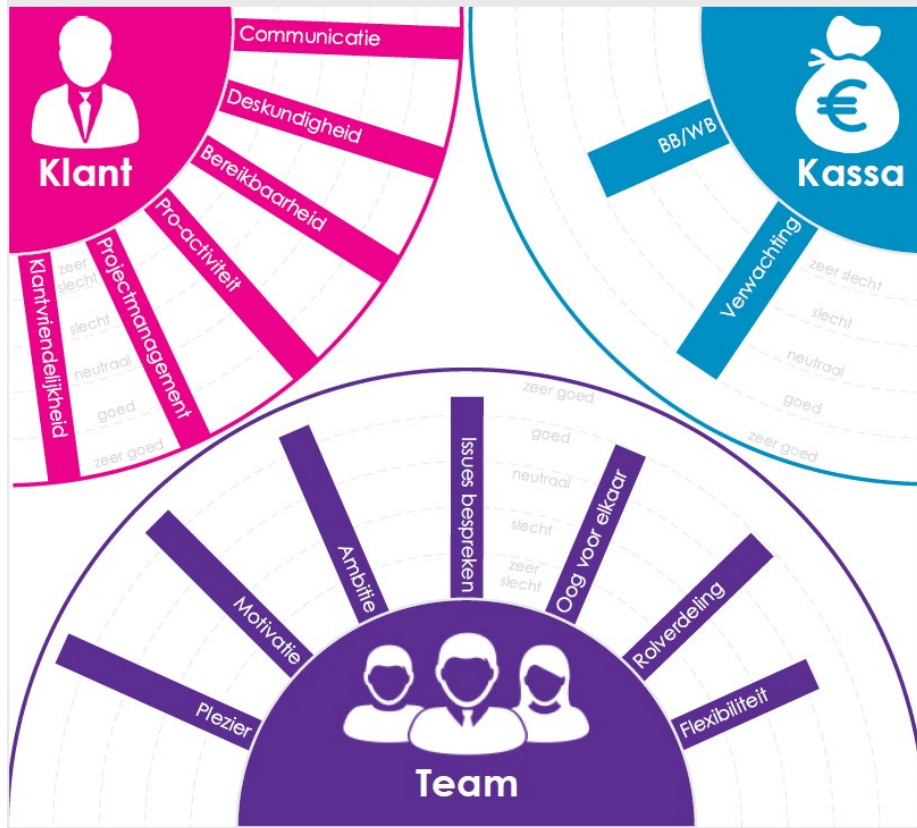 Klant
Communicatie
Deskundigheid
Bereikbaarheid
Pro-activiteit
Projectmanagement
Klantvriendelijkheid
zeer
slecht
slecht
neutraal
goed
zeer goed
Kassa
BB/WB
Verwachting
zeer slecht
slecht
neutraal
goed
zeer goed
Team
Plezier
Motivatie
Ambitie
Issues bespreken
Oog voor elkaar
Rolverdeling
Flexibiliteit
zeer goed
goed
neutraal
slecht
zeer
slecht
€